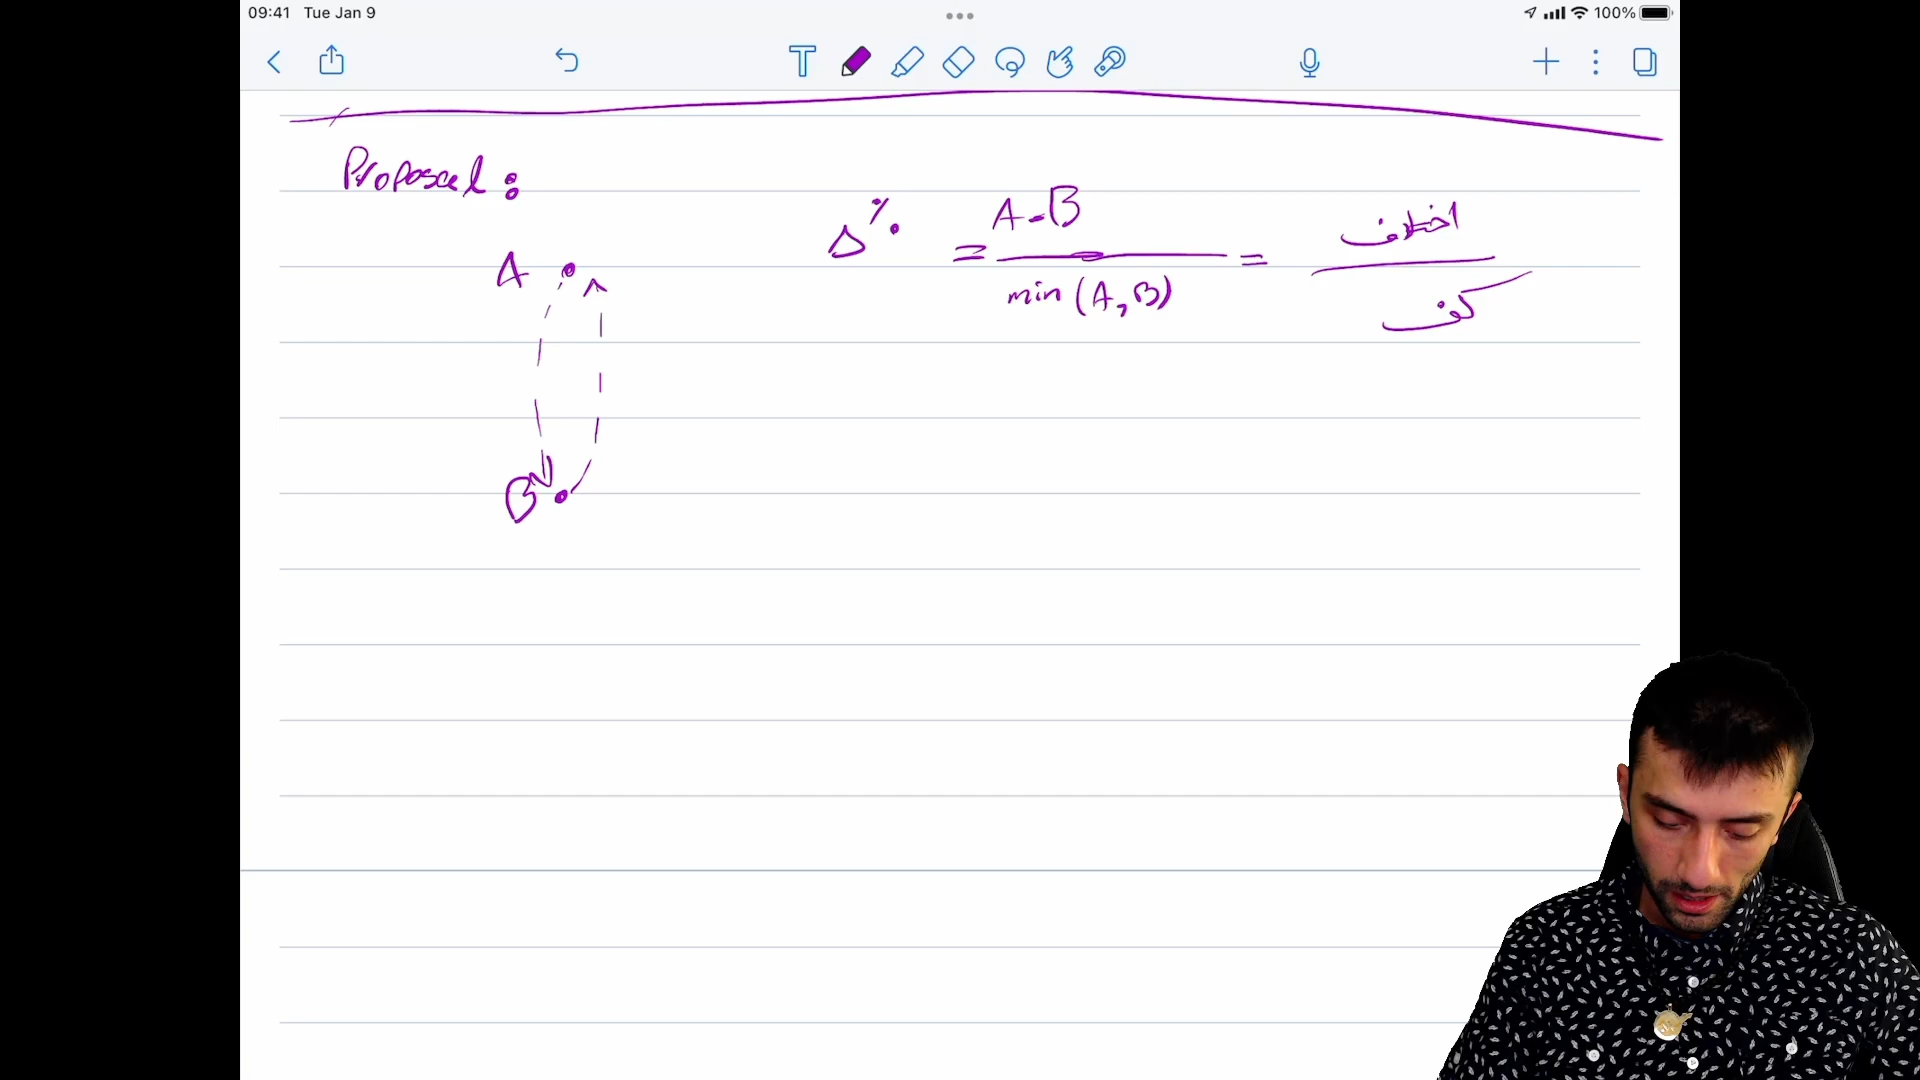 09:41 Tue Jan 9 100%
Proposal:
Δ% = A-B / min (A, B) = اختلاف / کف
A
B